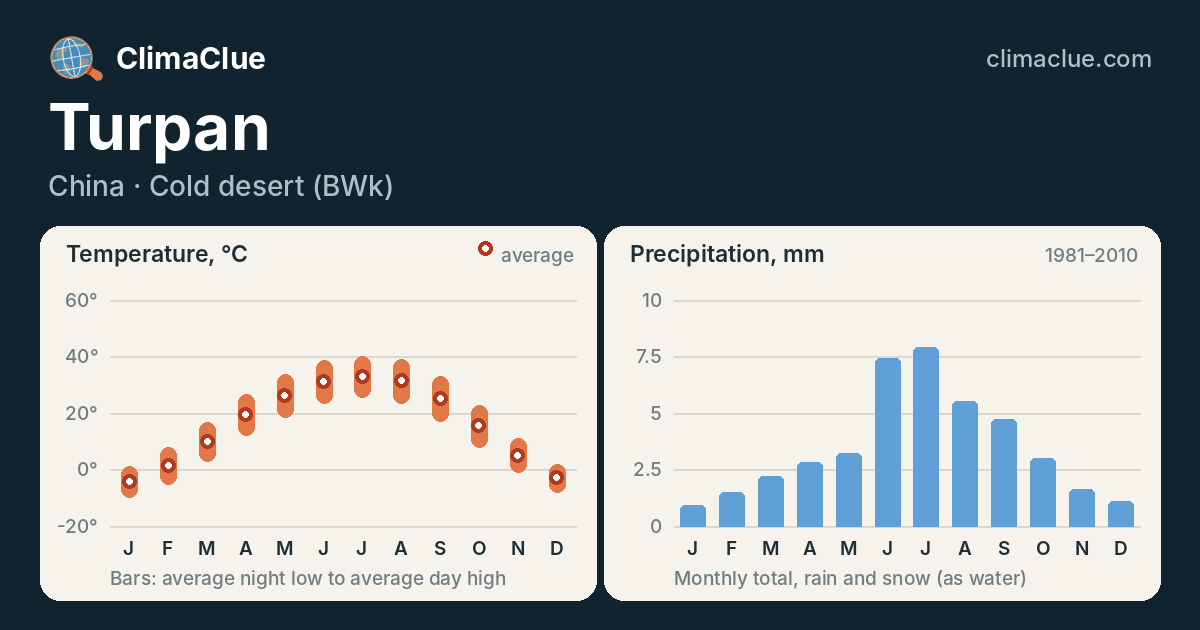 ClimaClue
climaclue.com
Turpan
China · Cold desert (BWk)
Temperature, °C
average
60°
40°
20°
0°
-20°
J F M A M J J A S O N D
Bars: average night low to average day high
Precipitation, mm
1981–2010
10
7.5
5
2.5
0
J F M A M J J A S O N D
Monthly total, rain and snow (as water)